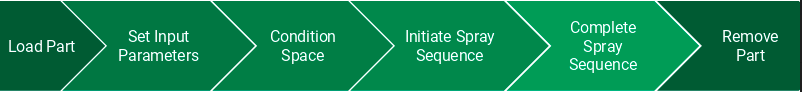 Load Part
Set Input
Parameters
Condition
Space
Initiate Spray
Sequence
Complete
Spray
Sequence
Remove
Part